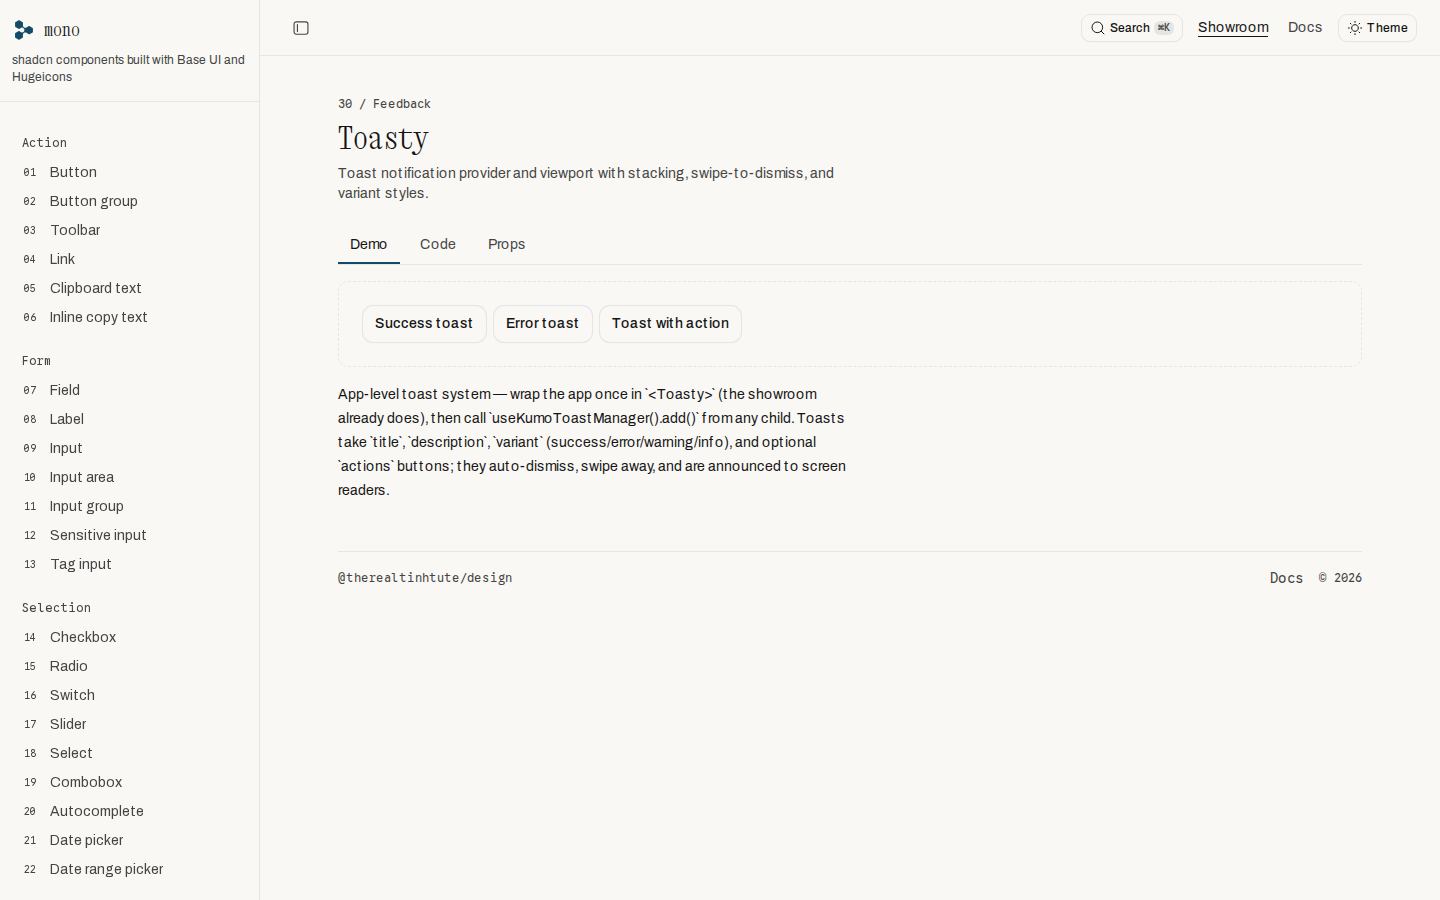 mono
shadcn components built with Base UI and
Hugeicons
Search ⌘K
Showroom
Docs
Theme
Action
01 Button
02 Button group
03 Toolbar
04 Link
05 Clipboard text
06 Inline copy text
Form
07 Field
08 Label
09 Input
10 Input area
11 Input group
12 Sensitive input
13 Tag input
Selection
14 Checkbox
15 Radio
16 Switch
17 Slider
18 Select
19 Combobox
20 Autocomplete
21 Date picker
22 Date range picker
30 / Feedback
Toasty
Toast notification provider and viewport with stacking, swipe-to-dismiss, and
variant styles.
Demo Code Props
Success toast Error toast Toast with action
App-level toast system — wrap the app once in `<Toasty>` (the showroom
already does), then call `useKumoToastManager().add()` from any child. Toasts
take `title`, `description`, `variant` (success/error/warning/info), and optional
`actions` buttons; they auto-dismiss, swipe away, and are announced to screen
readers.
@therealtinhtute/design
Docs © 2026